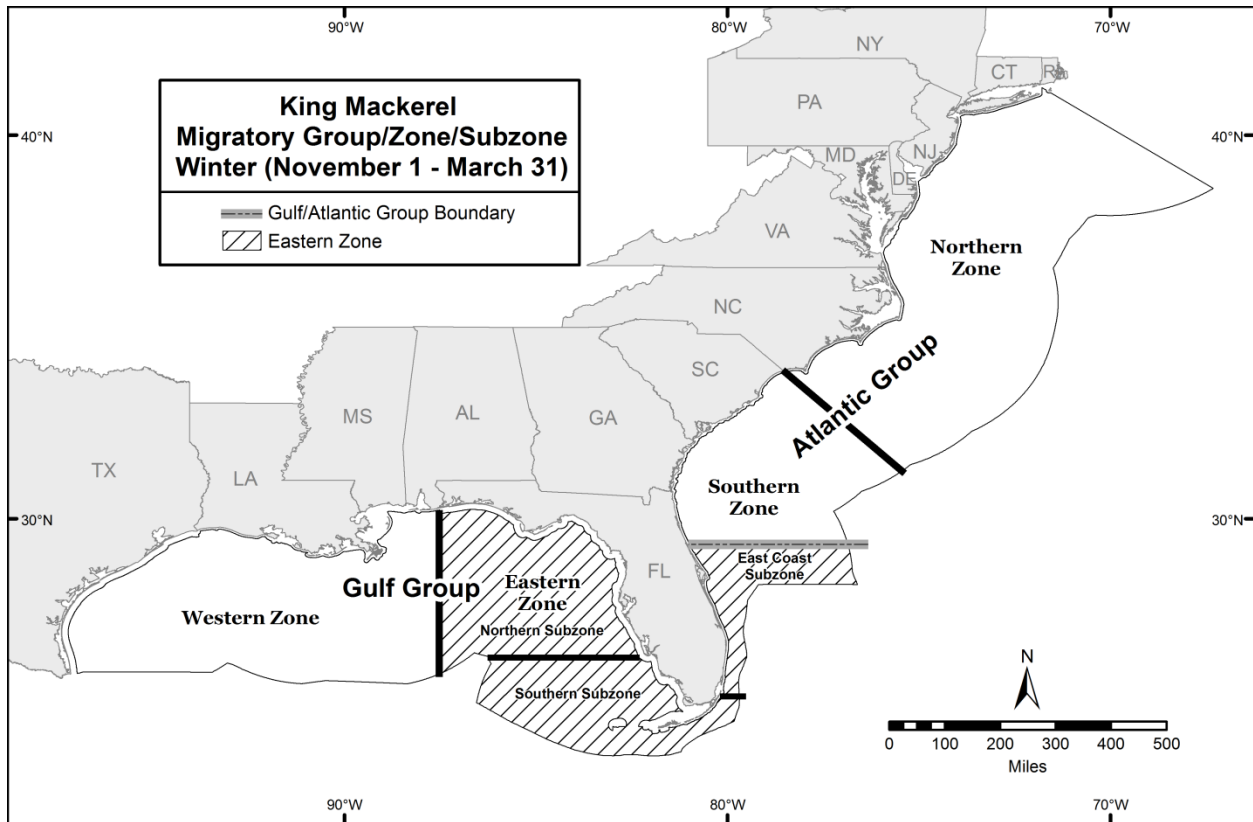 90°W
80°W
70°W
King Mackerel
Migratory Group/Zone/Subzone
Winter (November 1 - March 31)
Gulf/Atlantic Group Boundary
Eastern Zone
NY
CT
RI
PA
40°N
40°N
MD
NJ
DE
VA
Northern
Zone
NC
SC
Atlantic Group
MS
AL
GA
TX
LA
Southern
Zone
30°N
30°N
East Coast
Subzone
FL
Gulf Group
Eastern
Zone
Western Zone
Northern Subzone
Southern Subzone
N
0 50 100 200 300 400 500
Miles
90°W
80°W
70°W